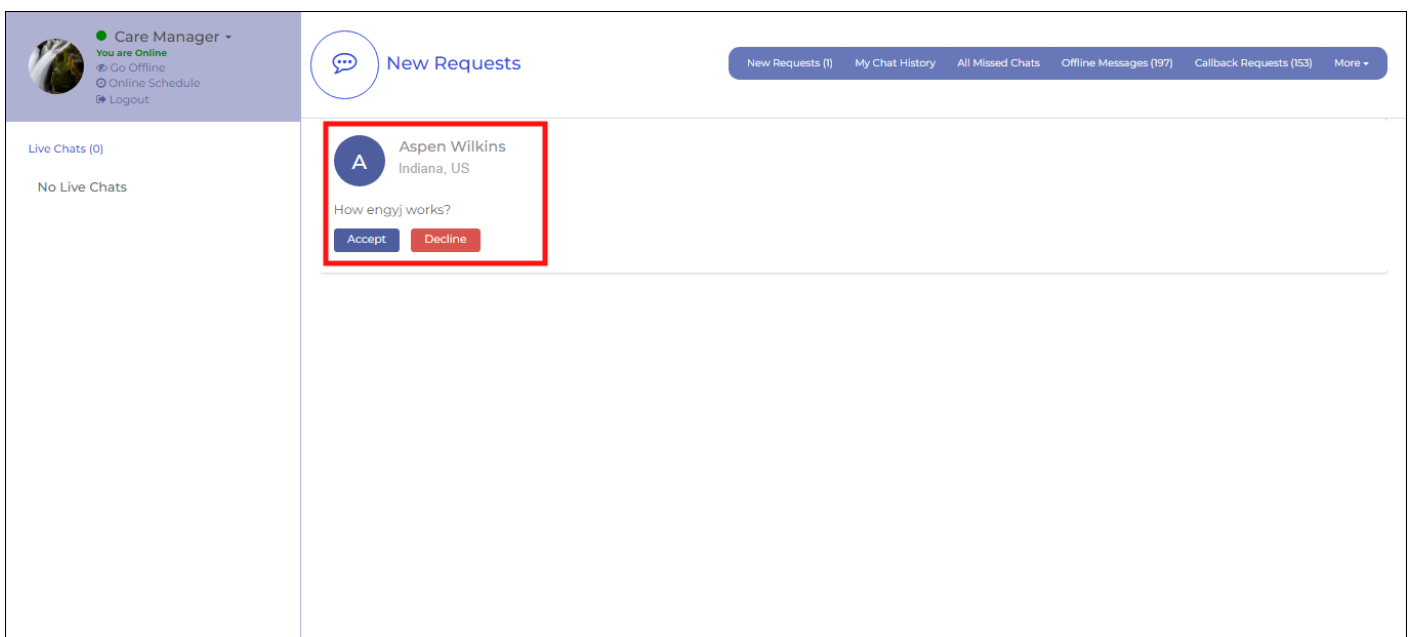 Care Manager
You are Online
Go Offline
Online Schedule
Logout
New Requests
New Requests (1) My Chat History All Missed Chats Offline Messages (197) Callback Requests (153) More
Live Chats (0)
No Live Chats
A
Aspen Wilkins
Indiana, US
How engyj works?
Accept Decline